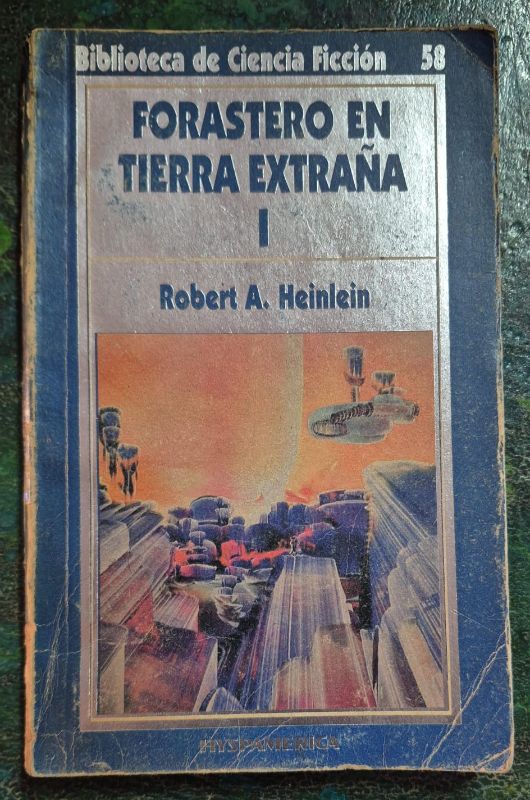 Biblioteca de Ciencia Ficción 58
FORASTERO EN
TIERRA EXTRAÑA
I
Robert A. Heinlein
HYSPAMERICA